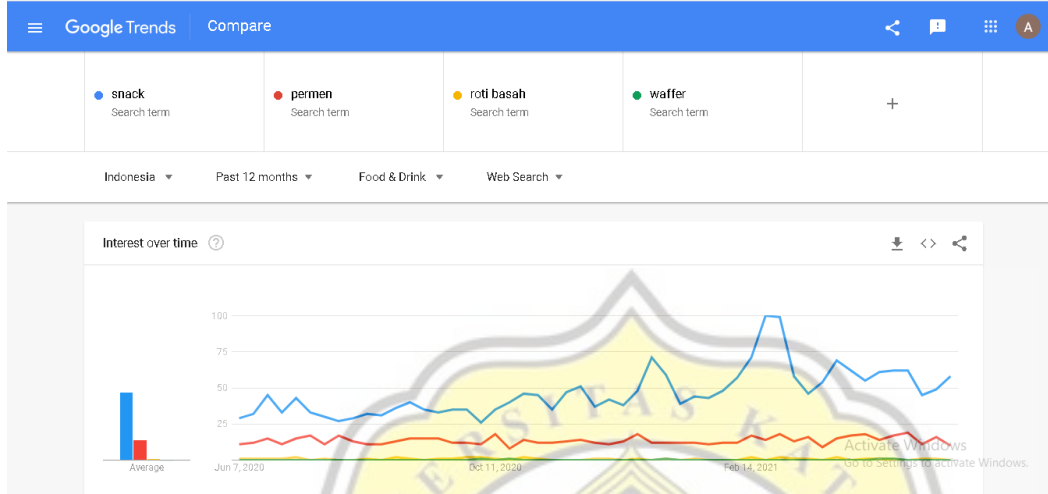 Google Trends Compare A
snack permen roti basah waffer
Search term Search term Search term Search term +
Indonesia Past 12 months Food & Drink Web Search
Interest over time ?
100
75
50
25
Average Jun 7, 2020 Oct 11, 2020 Feb 14, 2021
ERSITAS KAT
Activate Windows
Go to Settings to activate Windows.